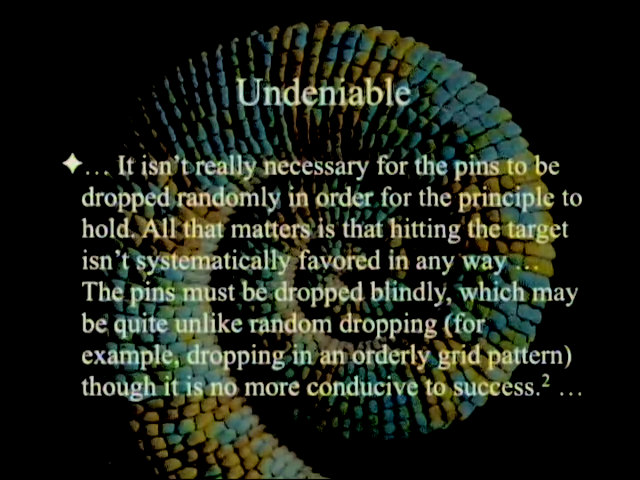 Undeniable
✦… It isn't really necessary for the pins to be
dropped randomly in order for the principle to
hold. All that matters is that hitting the target
isn't systematically favored in any way …
The pins must be dropped blindly, which may
be quite unlike random dropping (for
example, dropping in an orderly grid pattern)
though it is no more conducive to success.² …